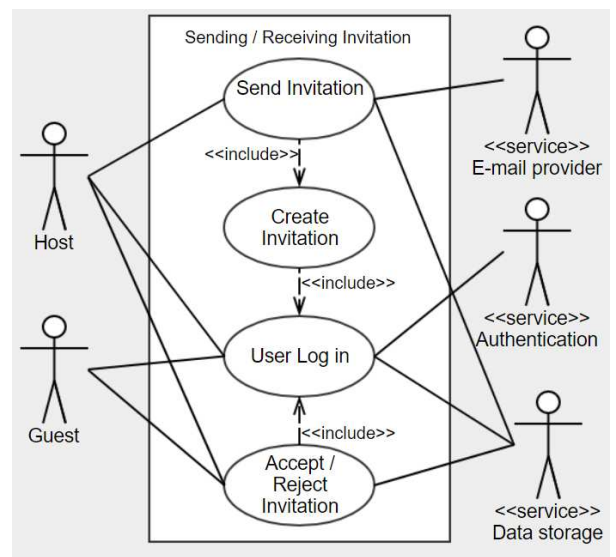 Sending / Receiving Invitation
Send Invitation
<<include>>
Create
Invitation
<<include>>
User Log in
<<include>>
Accept /
Reject
Invitation
Host
Guest
<<service>>
E-mail provider
<<service>>
Authentication
<<service>>
Data storage